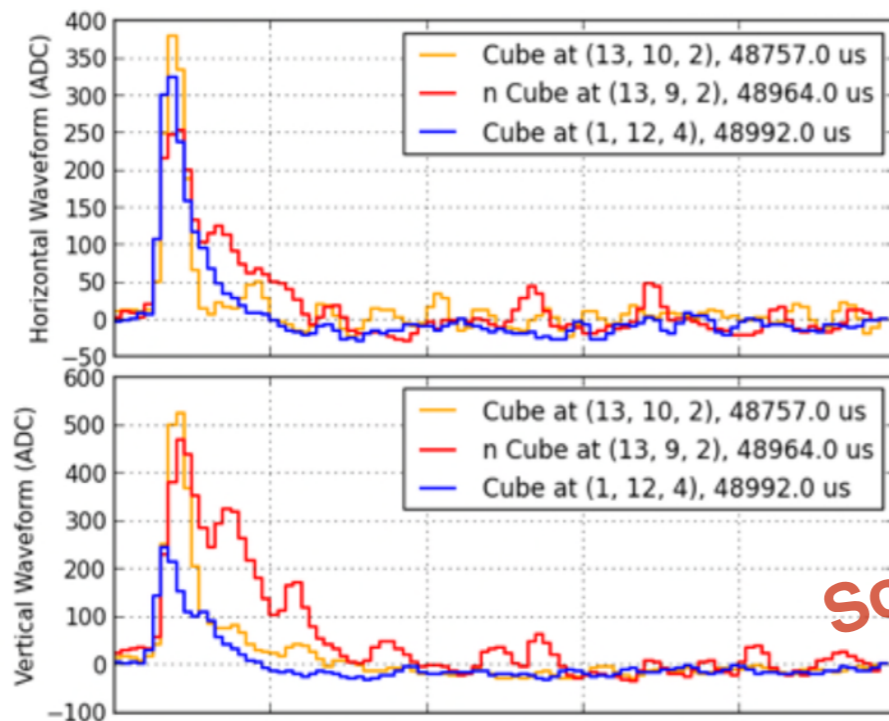 400
350
300
250
200
150
100
50
0
−50
Horizontal Waveform (ADC)
Cube at (13, 10, 2), 48757.0 us
n Cube at (13, 9, 2), 48964.0 us
Cube at (1, 12, 4), 48992.0 us
600
500
400
300
200
100
0
−100
Vertical Waveform (ADC)
Cube at (13, 10, 2), 48757.0 us
n Cube at (13, 9, 2), 48964.0 us
Cube at (1, 12, 4), 48992.0 us